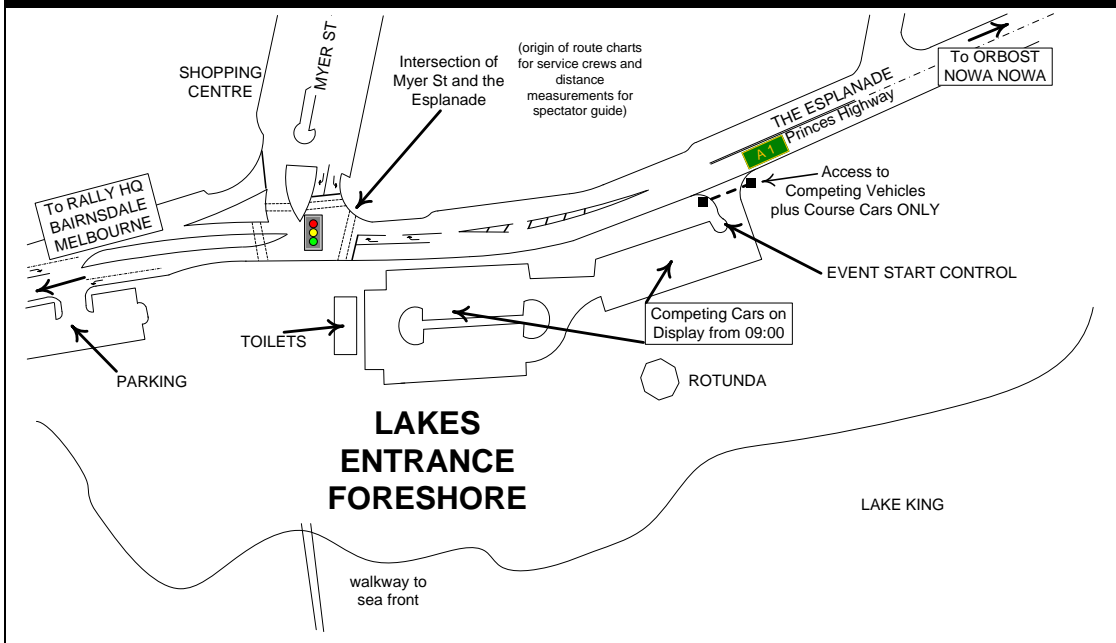 SHOPPING
CENTRE
MYER ST
Intersection of
Myer St and the
Esplanade
(origin of route charts
for service crews and
distance
measurements for
spectator guide)
To ORBOST
NOWA NOWA
THE ESPLANADE
Princes Highway
A 1
Access to
Competing Vehicles
plus Course Cars ONLY
To RALLY HQ
BAIRNSDALE
MELBOURNE
EVENT START CONTROL
Competing Cars on
Display from 09:00
TOILETS
PARKING
ROTUNDA
LAKES
ENTRANCE
FORESHORE
LAKE KING
walkway to
sea front